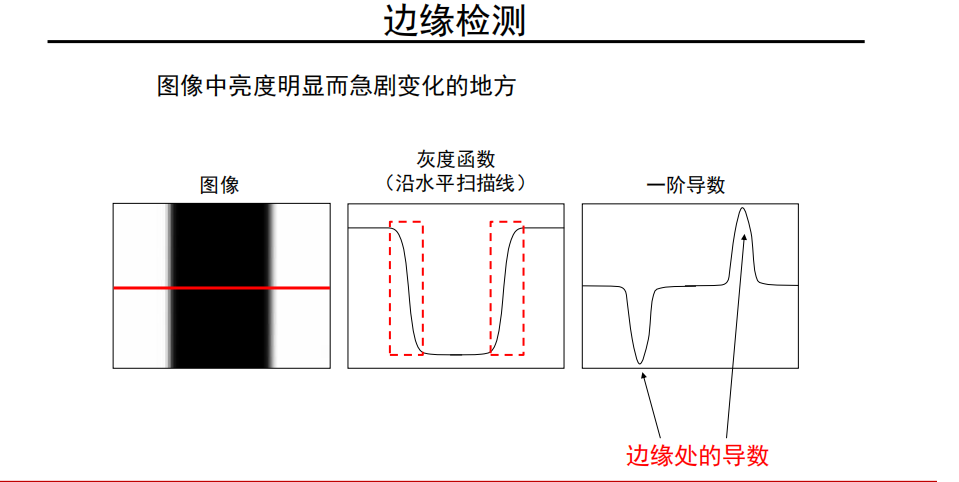 边缘检测
图像中亮度明显而急剧变化的地方
图像
灰度函数
（沿水平扫描线）
一阶导数
边缘处的导数